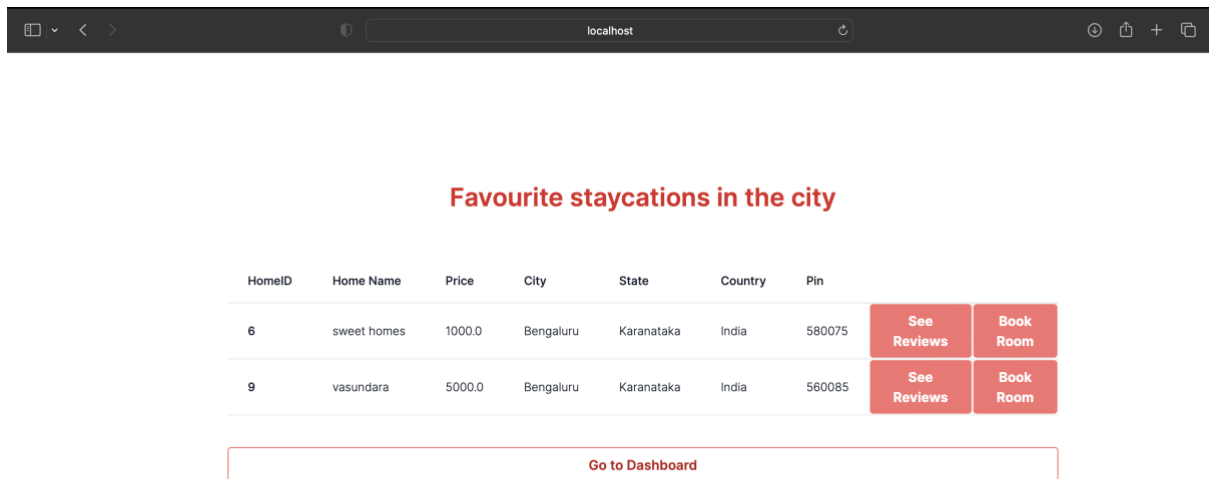 localhost
Favourite staycations in the city
HomeID Home Name Price City State Country Pin
6 sweet homes 1000.0 Bengaluru Karanataka India 580075 See Reviews Book Room
9 vasundara 5000.0 Bengaluru Karanataka India 560085 See Reviews Book Room
Go to Dashboard